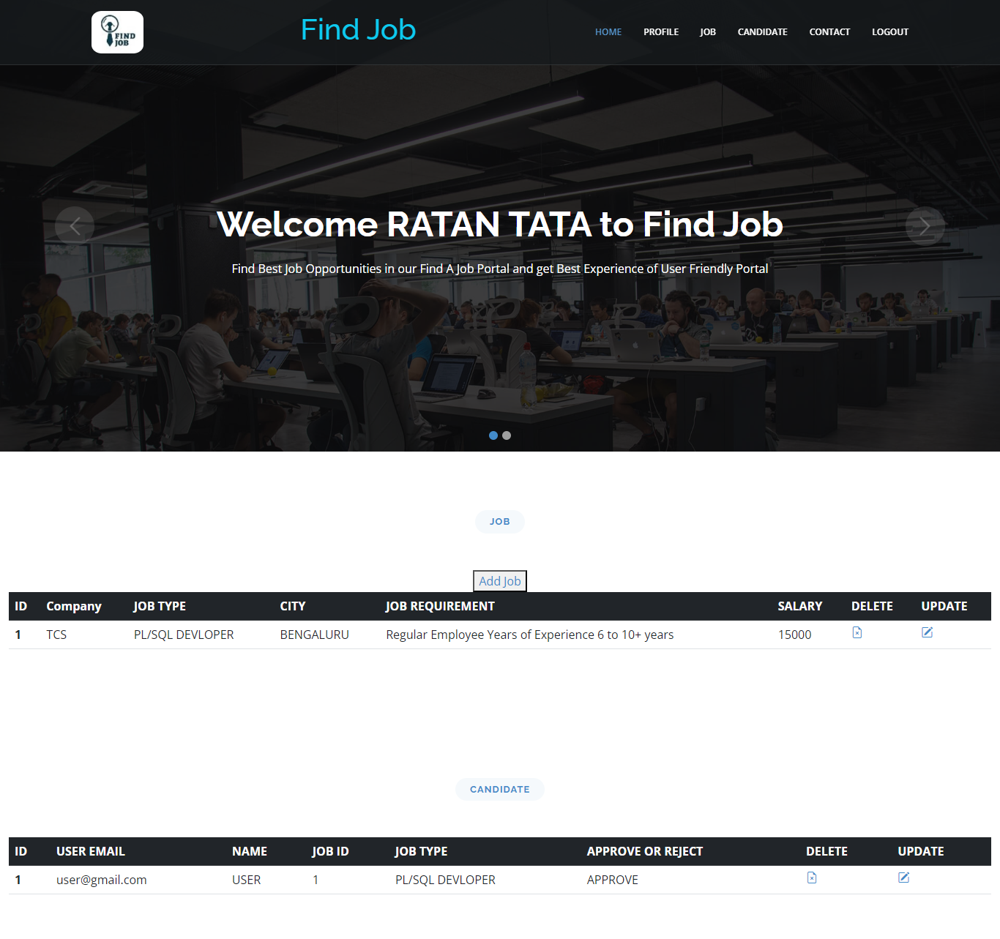 FIND
JOB
Find Job
HOME PROFILE JOB CANDIDATE CONTACT LOGOUT
Welcome RATAN TATA to Find Job
Find Best Job Opportunities in our Find A Job Portal and get Best Experience of User Friendly Portal
JOB
Add Job
ID Company JOB TYPE CITY JOB REQUIREMENT SALARY DELETE UPDATE
1 TCS PL/SQL DEVLOPER BENGALURU Regular Employee Years of Experience 6 to 10+ years 15000
CANDIDATE
ID USER EMAIL NAME JOB ID JOB TYPE APPROVE OR REJECT DELETE UPDATE
1 user@gmail.com USER 1 PL/SQL DEVLOPER APPROVE